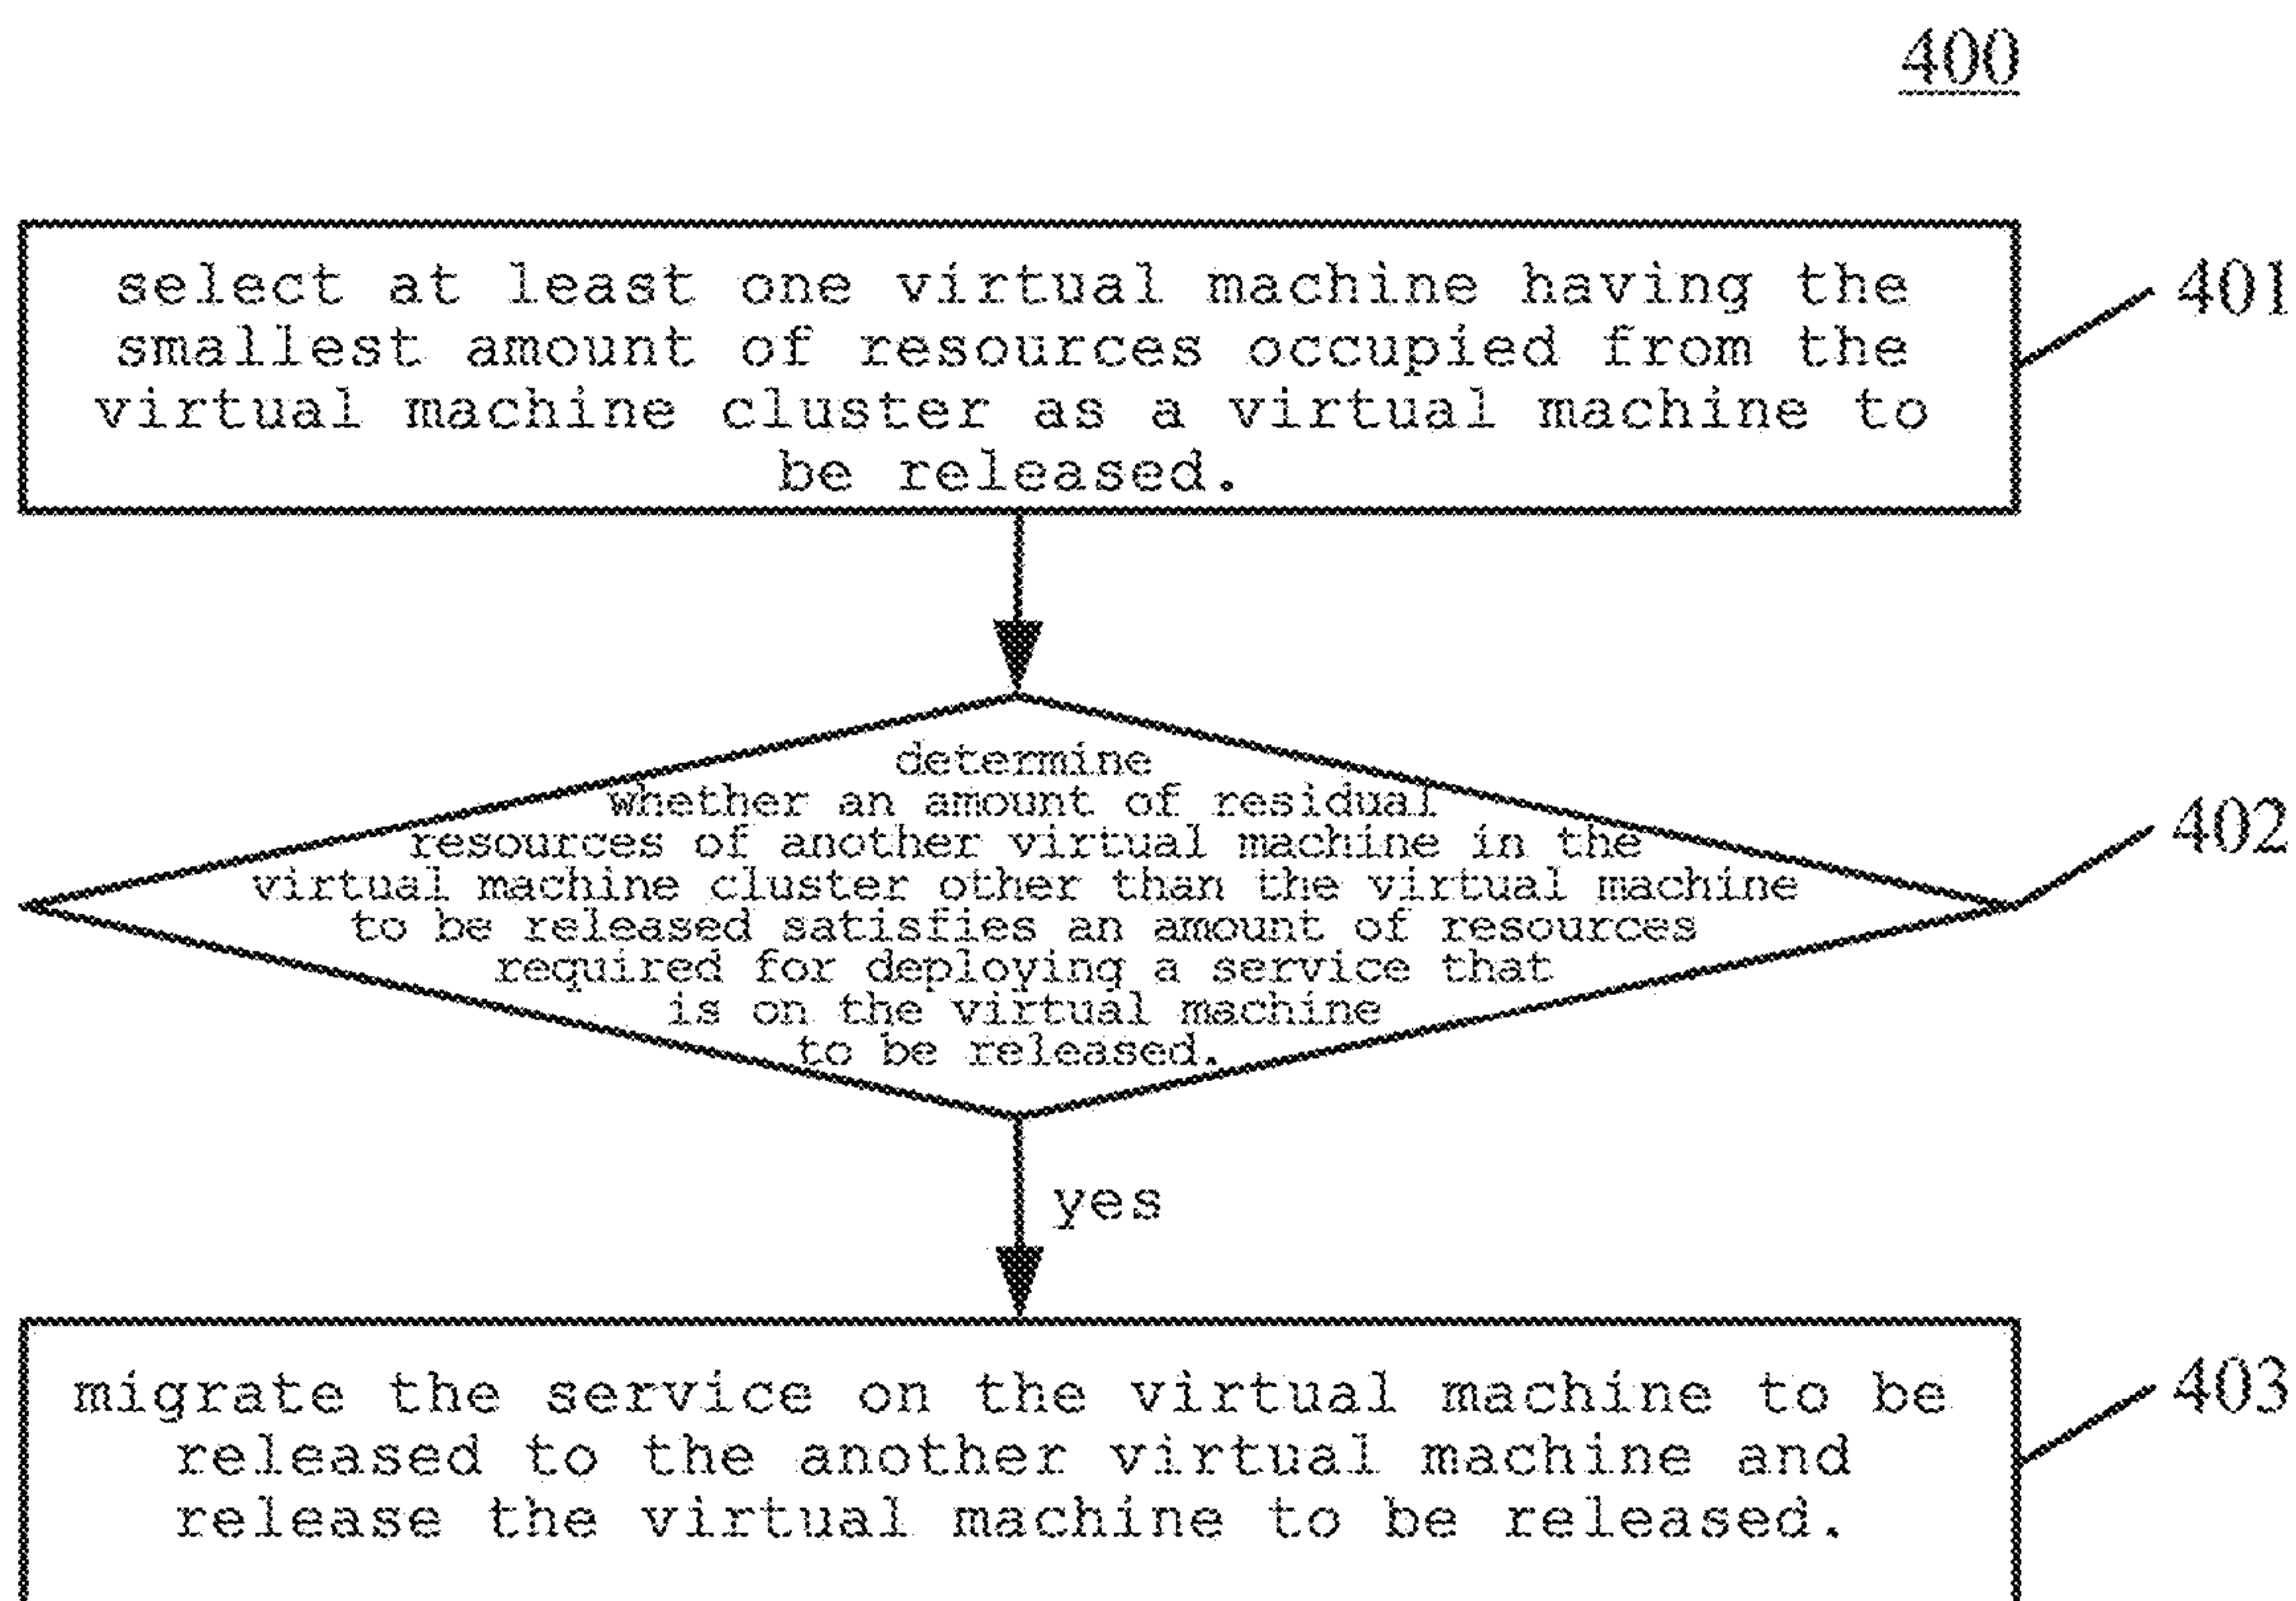 400
select at least one virtual machine having the
smallest amount of resources occupied from the
virtual machine cluster as a virtual machine to
be released.
401
determine
whether an amount of residual
resources of another virtual machine in the
virtual machine cluster other than the virtual machine
to be released satisfies an amount of resources
required for deploying a service that
is on the virtual machine
to be released.
402
yes
migrate the service on the virtual machine to be
released to the another virtual machine and
release the virtual machine to be released.
403